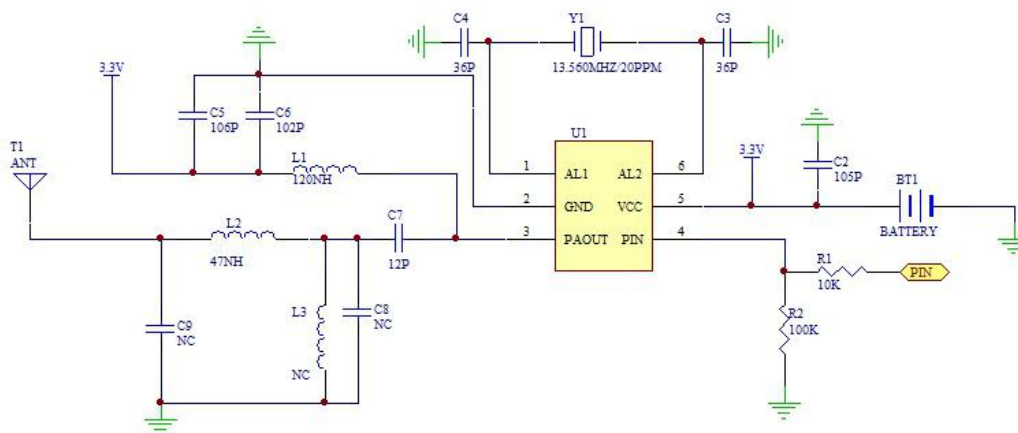 C4
Y1
C3
36P
13.560MHZ/20PPM
36P
3.3V
C5
106P
C6
102P
U1
L1
120NH
T1
ANT
1
AL1
AL2
6
2
GND
VCC
5
3
PAOUT
PIN
4
3.3V
C2
105P
BT1
BATTERY
L2
47NH
C7
12P
R1
10K
PIN
R2
100K
C9
NC
L3
NC
C8
NC